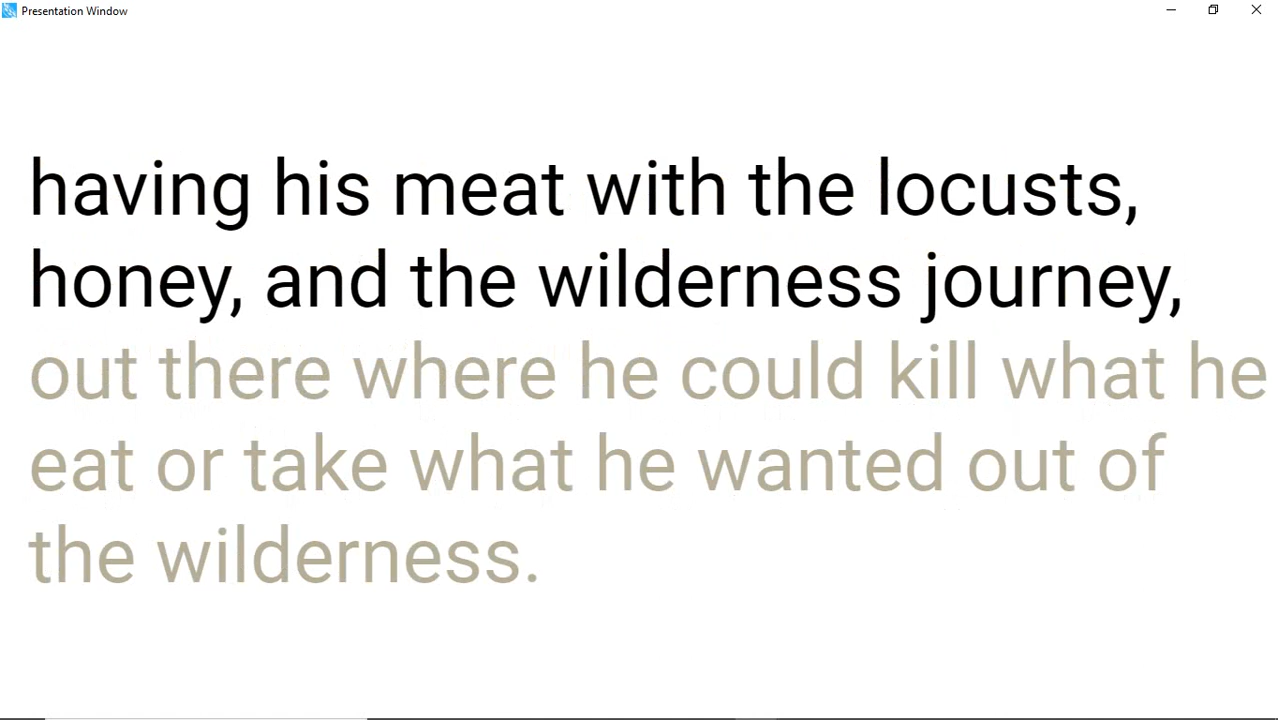 Presentation Window
having his meat with the locusts,
honey, and the wilderness journey,
out there where he could kill what he
eat or take what he wanted out of
the wilderness.